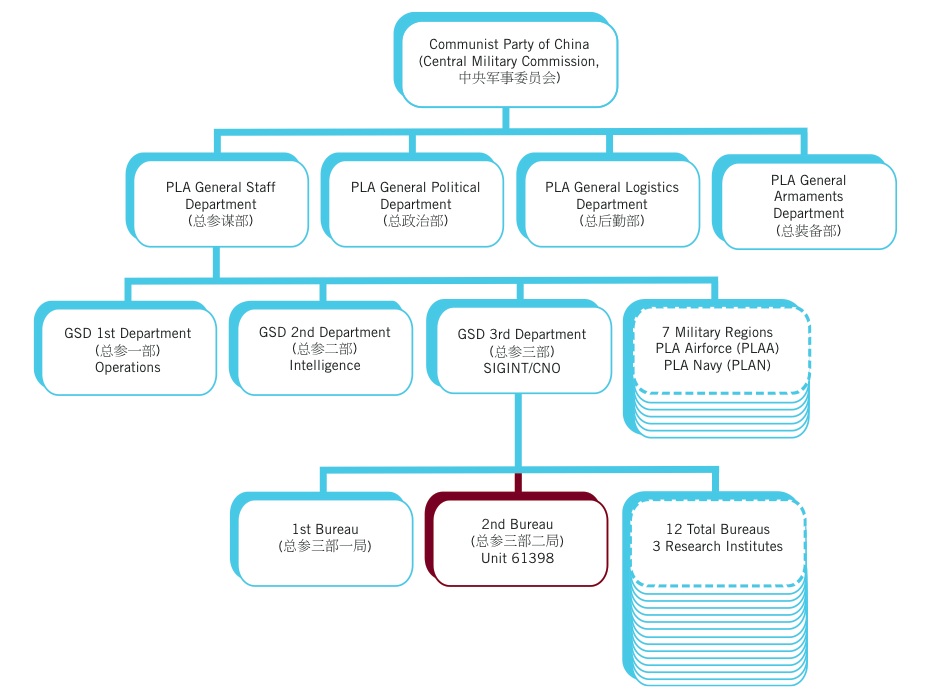 Communist Party of China
(Central Military Commission,
中央军事委员会)
PLA General Staff
Department
(总参谋部)
PLA General Political
Department
(总政治部)
PLA General Logistics
Department
(总后勤部)
PLA General
Armaments
Department
(总装备部)
GSD 1st Department
(总参一部)
Operations
GSD 2nd Department
(总参二部)
Intelligence
GSD 3rd Department
(总参三部)
SIGINT/CNO
7 Military Regions
PLA Airforce (PLAA)
PLA Navy (PLAN)
1st Bureau
(总参三部一局)
2nd Bureau
(总参三部二局)
Unit 61398
12 Total Bureaus
3 Research Institutes